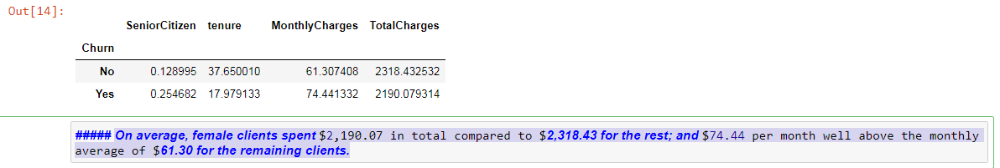 Out[14]:
SeniorCitizen tenure MonthlyCharges TotalCharges
Churn
No 0.128995 37.650010 61.307408 2318.432532
Yes 0.254682 17.979133 74.441332 2190.079314
##### On average, female clients spent $2,190.07 in total compared to $2,318.43 for the rest; and $74.44 per month well above the monthly
average of $61.30 for the remaining clients.